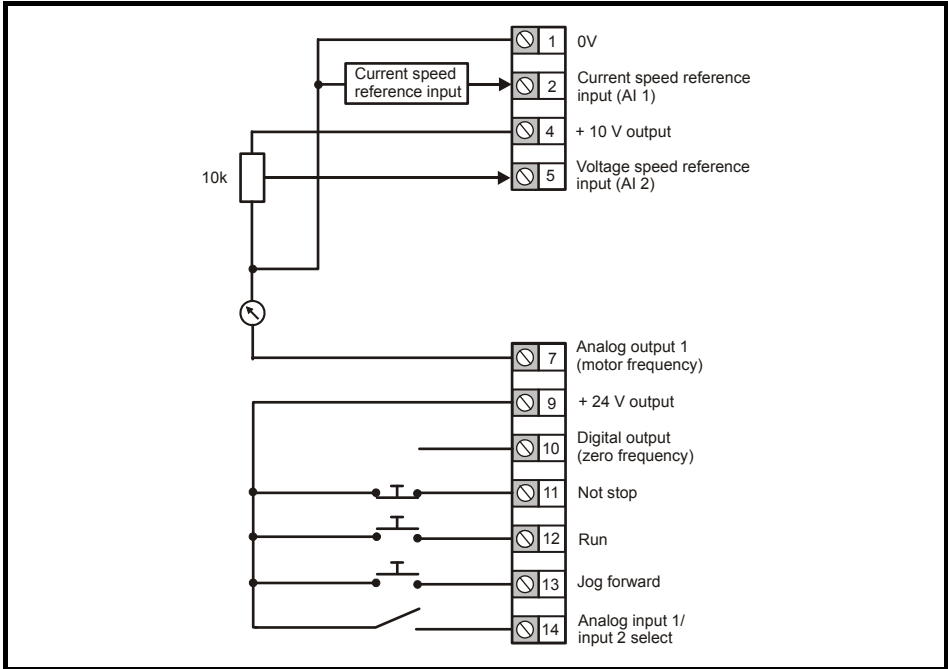 1 0V
Current speed
reference input
2 Current speed reference
input (AI 1)
4 + 10 V output
10k
5 Voltage speed reference
input (AI 2)
7 Analog output 1
(motor frequency)
9 + 24 V output
10 Digital output
(zero frequency)
11 Not stop
12 Run
13 Jog forward
14 Analog input 1/
input 2 select